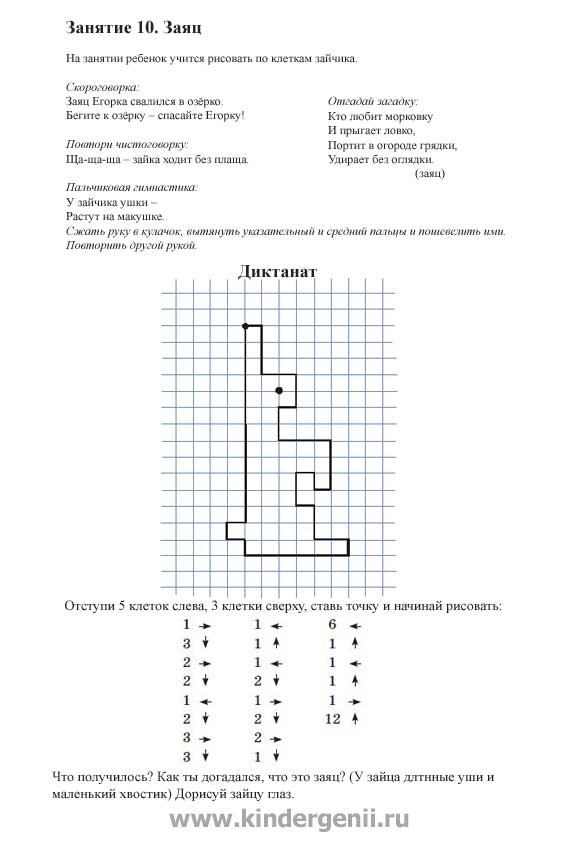 Занятие 10. Заяц
На занятии ребенок учится рисовать по клеткам зайчика.
Скороговорка:
Заяц Егорка свалился в озёрко.
Бегите к озёрку – спасайте Егорку!
Повтори чистоговорку:
Ща-ща-ща – зайка ходит без плаща.
Отгадай загадку:
Кто любит морковку
И прыгает ловко,
Портит в огороде грядки,
Удирает без оглядки.
(заяц)
Пальчиковая гимнастика:
У зайчика ушки –
Растут на макушке.
Сжать руку в кулачок, вытянуть указательный и средний пальцы и пошевелить ими.
Повторить другой рукой.
Диктанат
Отступи 5 клеток слева, 3 клетки сверху, ставь точку и начинай рисовать:
1 → 1 ← 6 ←
3 ↓ 1 ↑ 1 ↑
2 → 1 ← 1 ←
2 ↓ 2 ↓ 1 ↑
1 ← 1 → 1 →
2 ↓ 2 ↓ 12 ↑
3 → 2 →
3 ↓ 1 ↓
Что получилось? Как ты догадался, что это заяц? (У зайца длтнные уши и
маленький хвостик) Дорисуй зайцу глаз.
www.kindergenii.ru